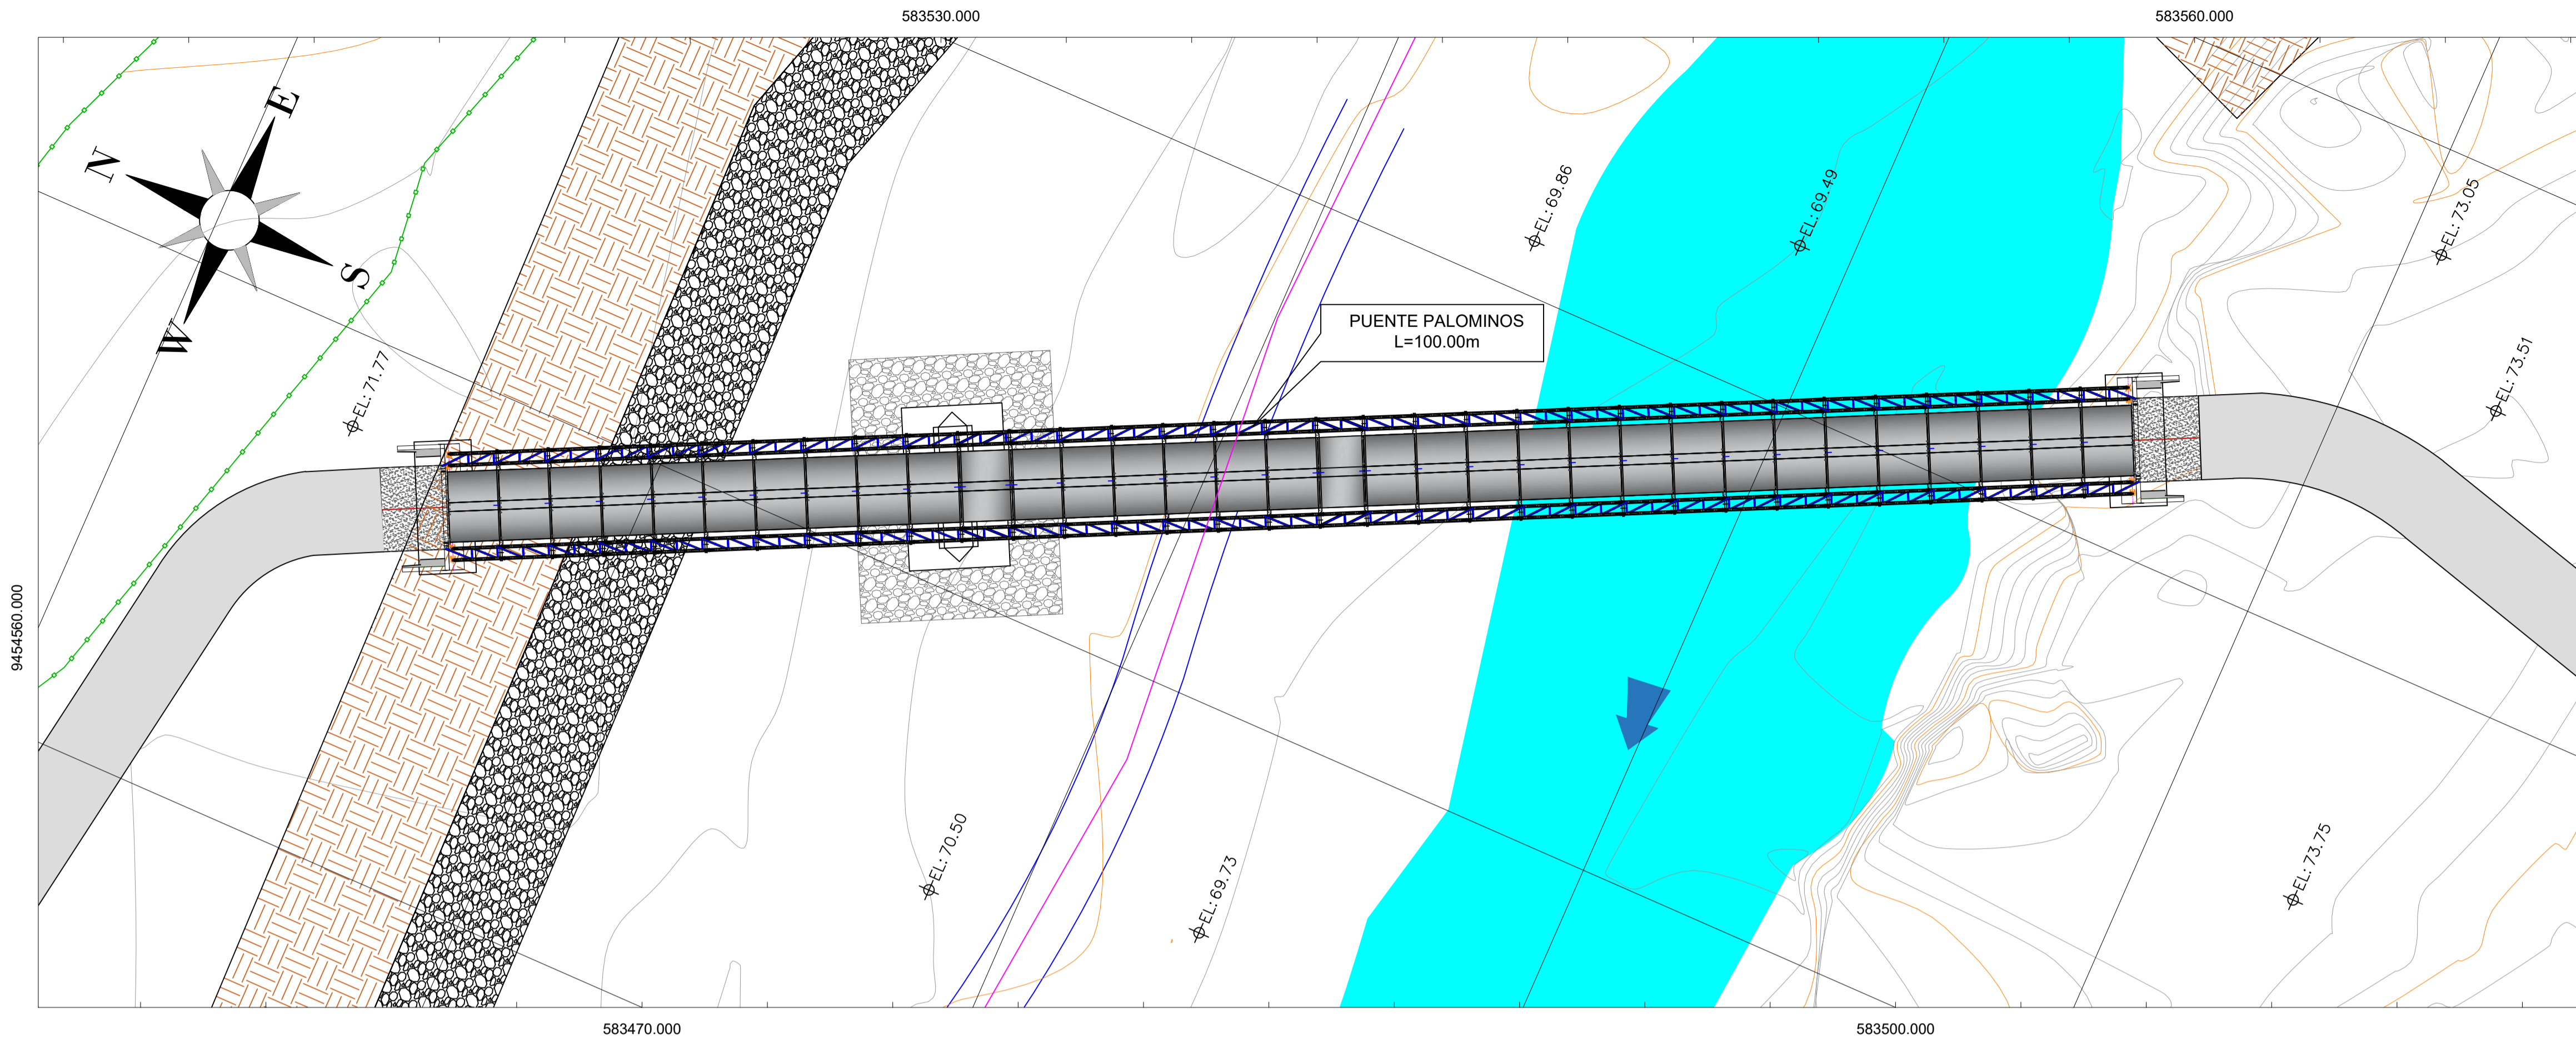 583530.000
583560.000
E
N
S
W
EL: 69.86
EL: 69.49
EL: 73.05
PUENTE PALOMINOS
L=100.00m
EL: 71.77
EL: 73.51
9454560.000
EL: 70.50
EL: 69.73
EL: 73.75
583470.000
583500.000